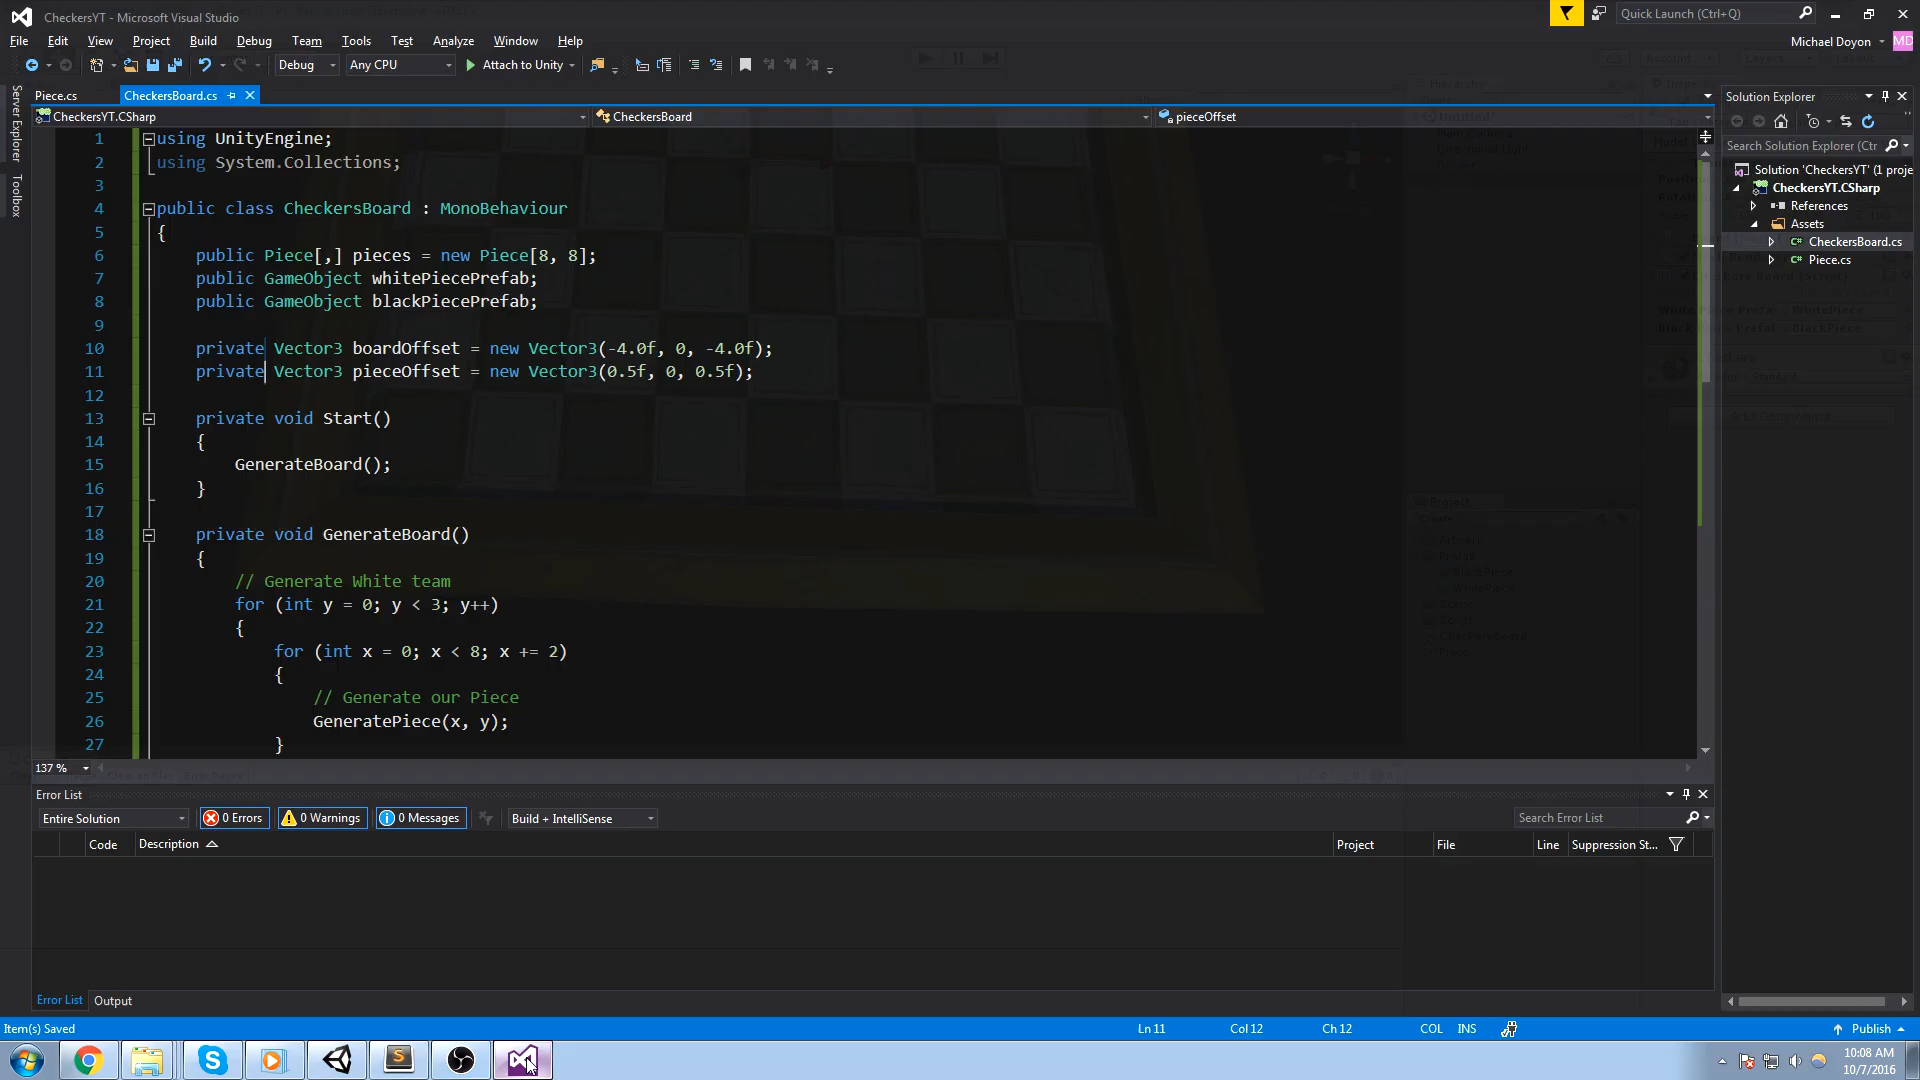 CheckersYT - Microsoft Visual Studio
Quick Launch (Ctrl+Q)
File Edit View Project Build Debug Team Tools Test Analyze Window Help
Michael Doyon MD
Debug Any CPU Attach to Unity
Piece.cs CheckersBoard.cs
Solution Explorer
CheckersYT.CSharp CheckersBoard pieceOffset
Server Explorer
Toolbox
Search Solution Explorer (Ctr
Solution 'CheckersYT' (1 proje
CheckersYT.CSharp
References
Assets
CheckersBoard.cs
Piece.cs
1 using UnityEngine;
2 using System.Collections;
3
4 public class CheckersBoard : MonoBehaviour
5 {
6 public Piece[,] pieces = new Piece[8, 8];
7 public GameObject whitePiecePrefab;
8 public GameObject blackPiecePrefab;
9
10 private Vector3 boardOffset = new Vector3(-4.0f, 0, -4.0f);
11 private Vector3 pieceOffset = new Vector3(0.5f, 0, 0.5f);
12
13 private void Start()
14 {
15 GenerateBoard();
16 }
17
18 private void GenerateBoard()
19 {
20 // Generate White team
21 for (int y = 0; y < 3; y++)
22 {
23 for (int x = 0; x < 8; x += 2)
24 {
25 // Generate our Piece
26 GeneratePiece(x, y);
27 }
137 %
Error List
Entire Solution 0 Errors 0 Warnings 0 Messages Build + IntelliSense Search Error List
Code Description Project File Line Suppression St...
Error List Output
Item(s) Saved Ln 11 Col 12 Ch 12 COL INS Publish
10:08 AM
10/7/2016